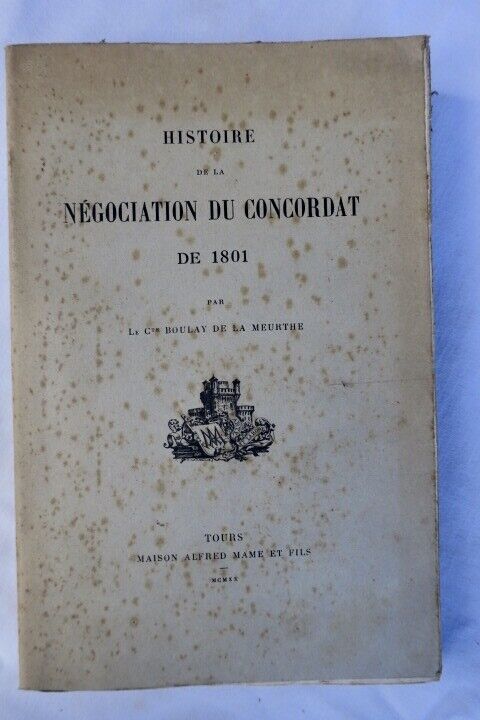 HISTOIRE
DE LA
NÉGOCIATION DU CONCORDAT
DE 1801
PAR
LE CTE BOULAY DE LA MEURTHE
TOURS
MAISON ALFRED MAME ET FILS
MCMXX